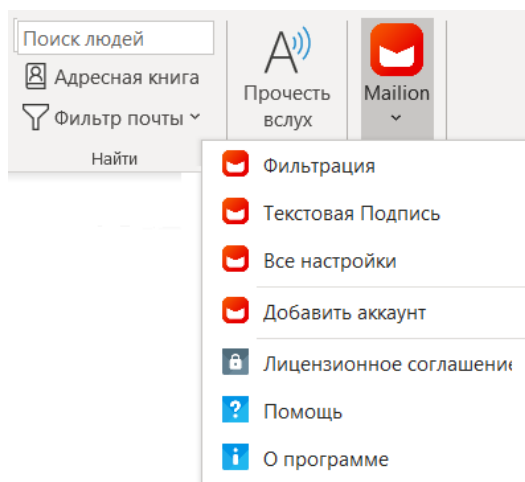 Поиск людей
Адресная книга
Фильтр почты
Найти
Прочесть
вслух
Mailion
Фильтрация
Текстовая Подпись
Все настройки
Добавить аккаунт
Лицензионное соглашение
Помощь
О программе